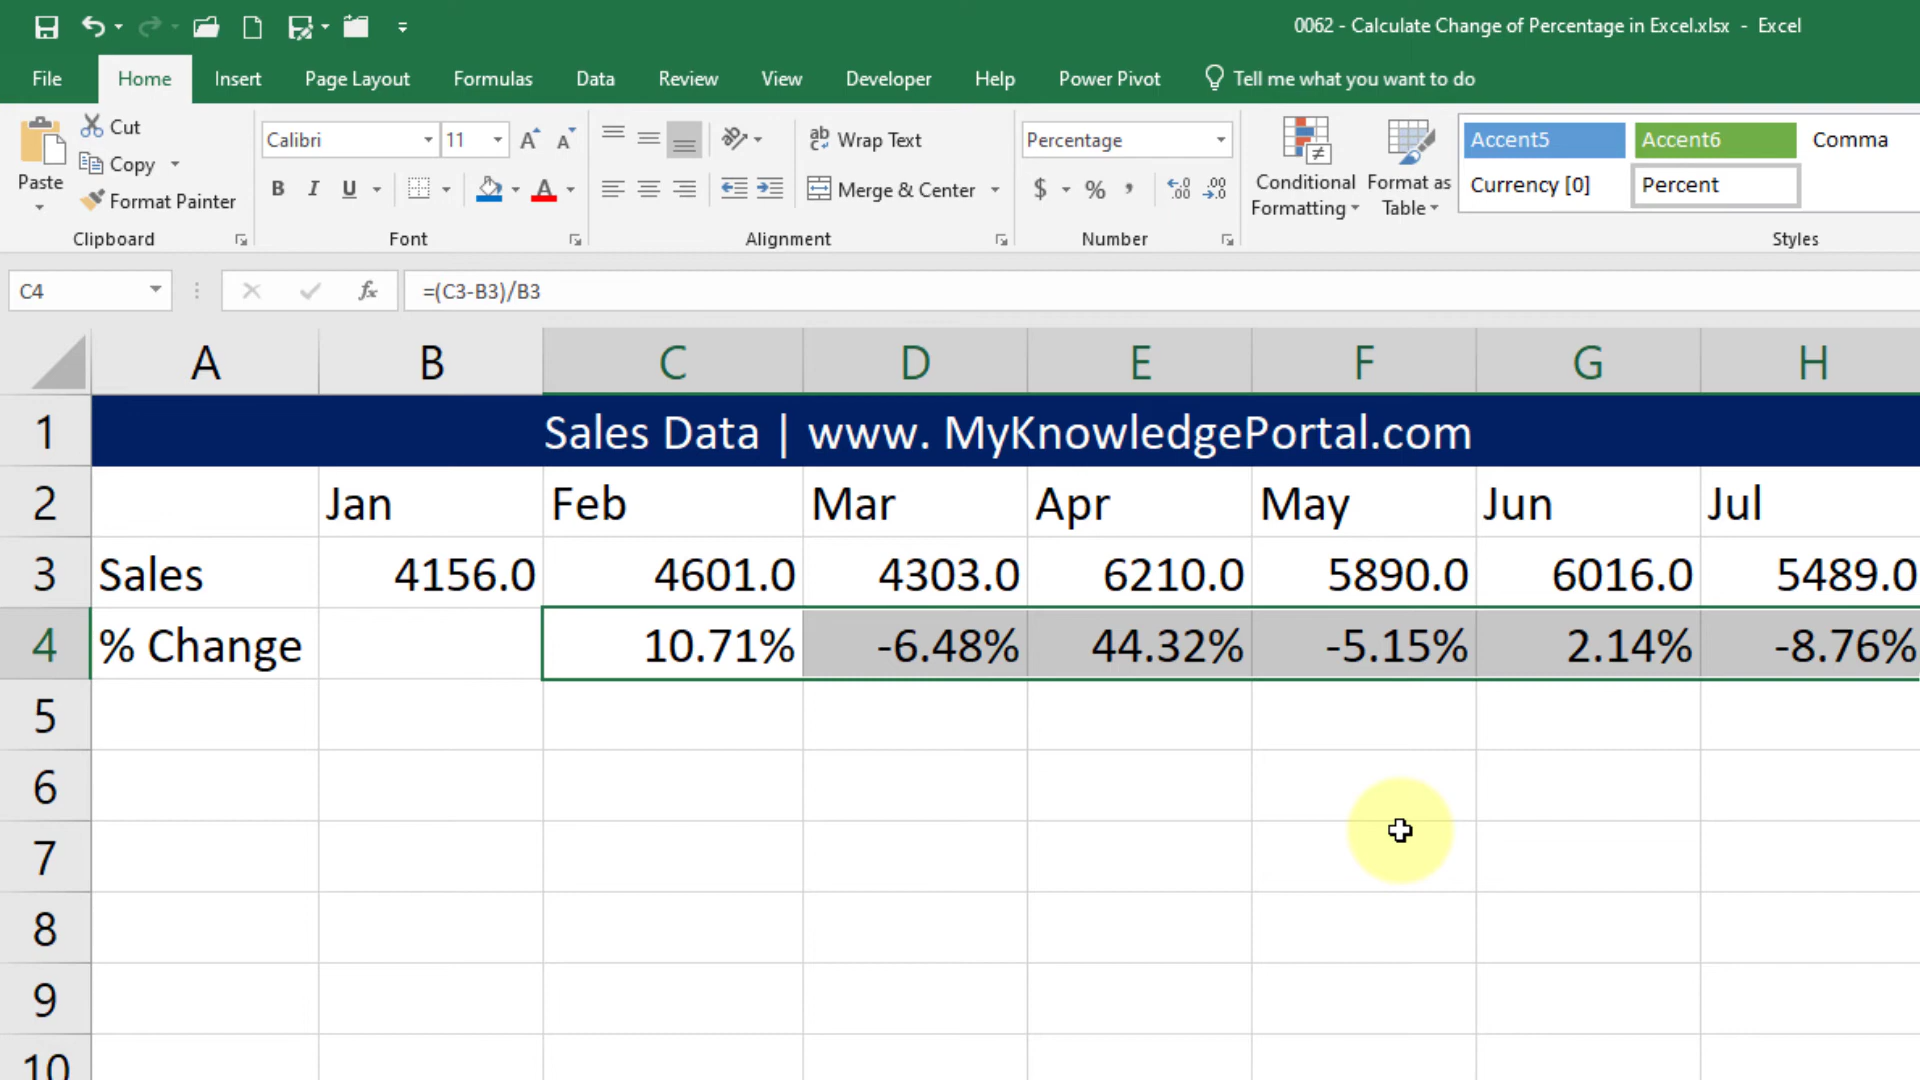 0062 - Calculate Change of Percentage in Excel.xlsx - Excel
File Home Insert Page Layout Formulas Data Review View Developer Help Power Pivot Tell me what you want to do
Paste
Cut
Copy
Format Painter
Clipboard
Calibri 11
B I U A
Font
Wrap Text
Merge & Center
Alignment
Percentage
$ % ,
Number
Conditional Formatting
Format as Table
Accent5 Accent6 Comma
Currency [0] Percent
Styles
C4 fx =(C3-B3)/B3
A B C D E F G H
1 Sales Data | www. MyKnowledgePortal.com
2 Jan Feb Mar Apr May Jun Jul
3 Sales 4156.0 4601.0 4303.0 6210.0 5890.0 6016.0 5489.0
4 % Change 10.71% -6.48% 44.32% -5.15% 2.14% -8.76%
5
6
7
8
9
10